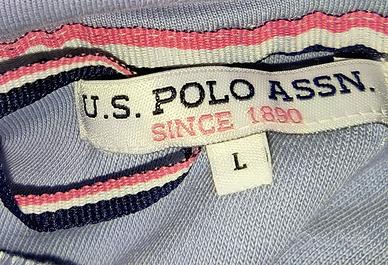 U.S. POLO ASSN.
SINCE 1890
L